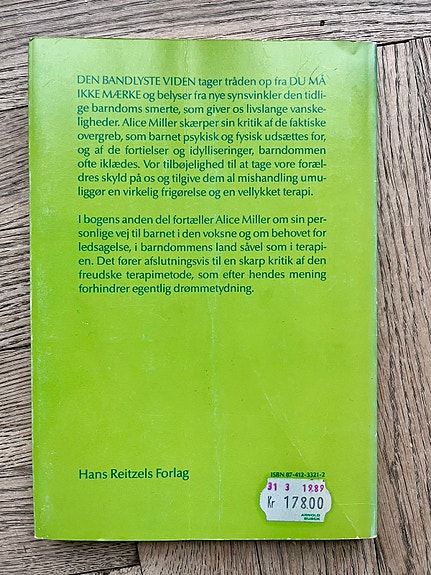 DEN BANDLYSTE VIDEN tager tråden op fra DU MÅ
IKKE MÆRKE og belyser fra nye synsvinkler den tidli-
ge barndoms smerte, som giver os livslange vanske-
ligheder. Alice Miller skærper sin kritik af de faktiske
overgreb, som barnet psykisk og fysisk udsættes for,
og af de fortielser og idylliseringer, barndommen
ofte iklædes. Vor tilbøjelighed til at tage vore foræl-
dres skyld på os og tilgive dem al mishandling umu-
liggør en virkelig frigørelse og en vellykket terapi.
I bogens anden del fortæller Alice Miller om sin per-
sonlige vej til barnet i den voksne og om behovet for
ledsagelse, i barndommens land såvel som i terapi-
en. Det fører afslutningsvis til en skarp kritik af den
freudske terapimetode, som efter hendes mening
forhindrer egentlig drømmetydning.
Hans Reitzels Forlag
ISBN 87-412-3321-2
31 3 1989
Kr 178.00
ARNOLD
BUSCK